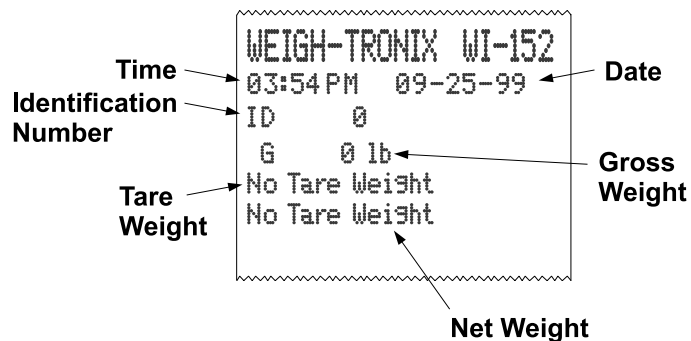 WEIGH-TRONIX WI-152
Time
03:54PM 09-25-99
Date
Identification
Number
ID 0
G 0 lb
Gross
Weight
Tare
Weight
No Tare Weight
No Tare Weight
Net Weight